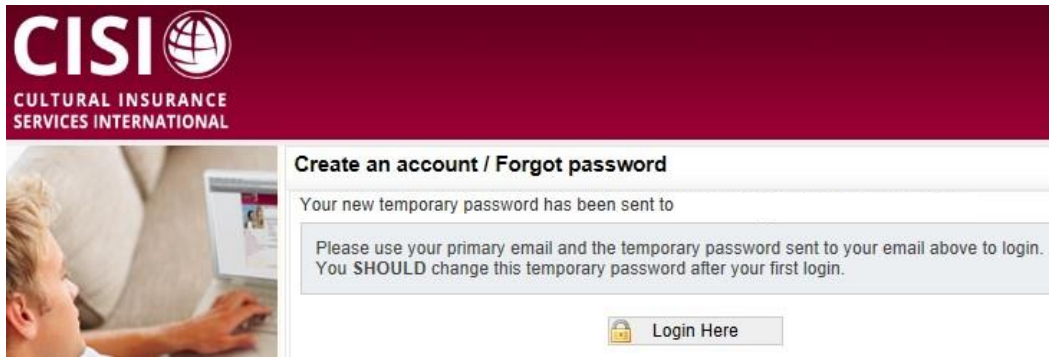 CISI
CULTURAL INSURANCE
SERVICES INTERNATIONAL
Create an account / Forgot password
Your new temporary password has been sent to
Please use your primary email and the temporary password sent to your email above to login.
You SHOULD change this temporary password after your first login.
Login Here